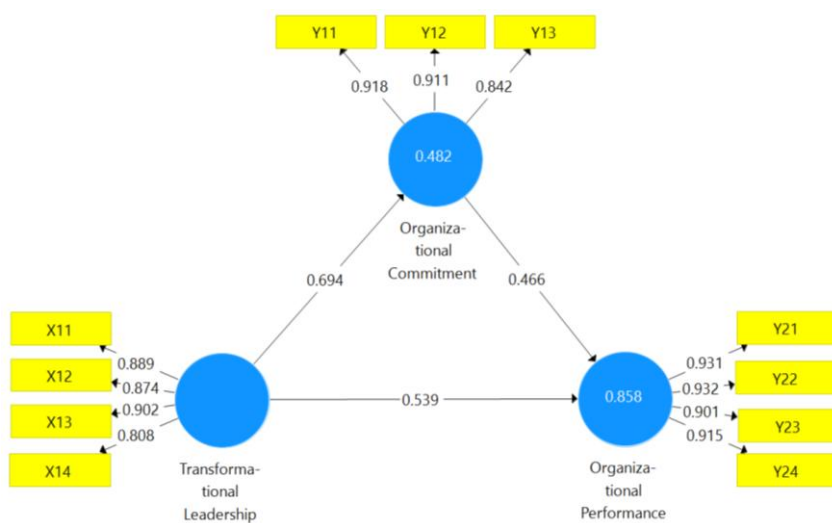 Y11 Y12 Y13
0.918 0.911 0.842
0.482
Organiza-
tional
Commitment
0.694 0.466
X11
X12
X13
X14
0.889
0.874
0.902
0.808
Transforma-
tional
Leadership
0.539
0.858
Organiza-
tional
Performance
0.931
0.932
0.901
0.915
Y21
Y22
Y23
Y24